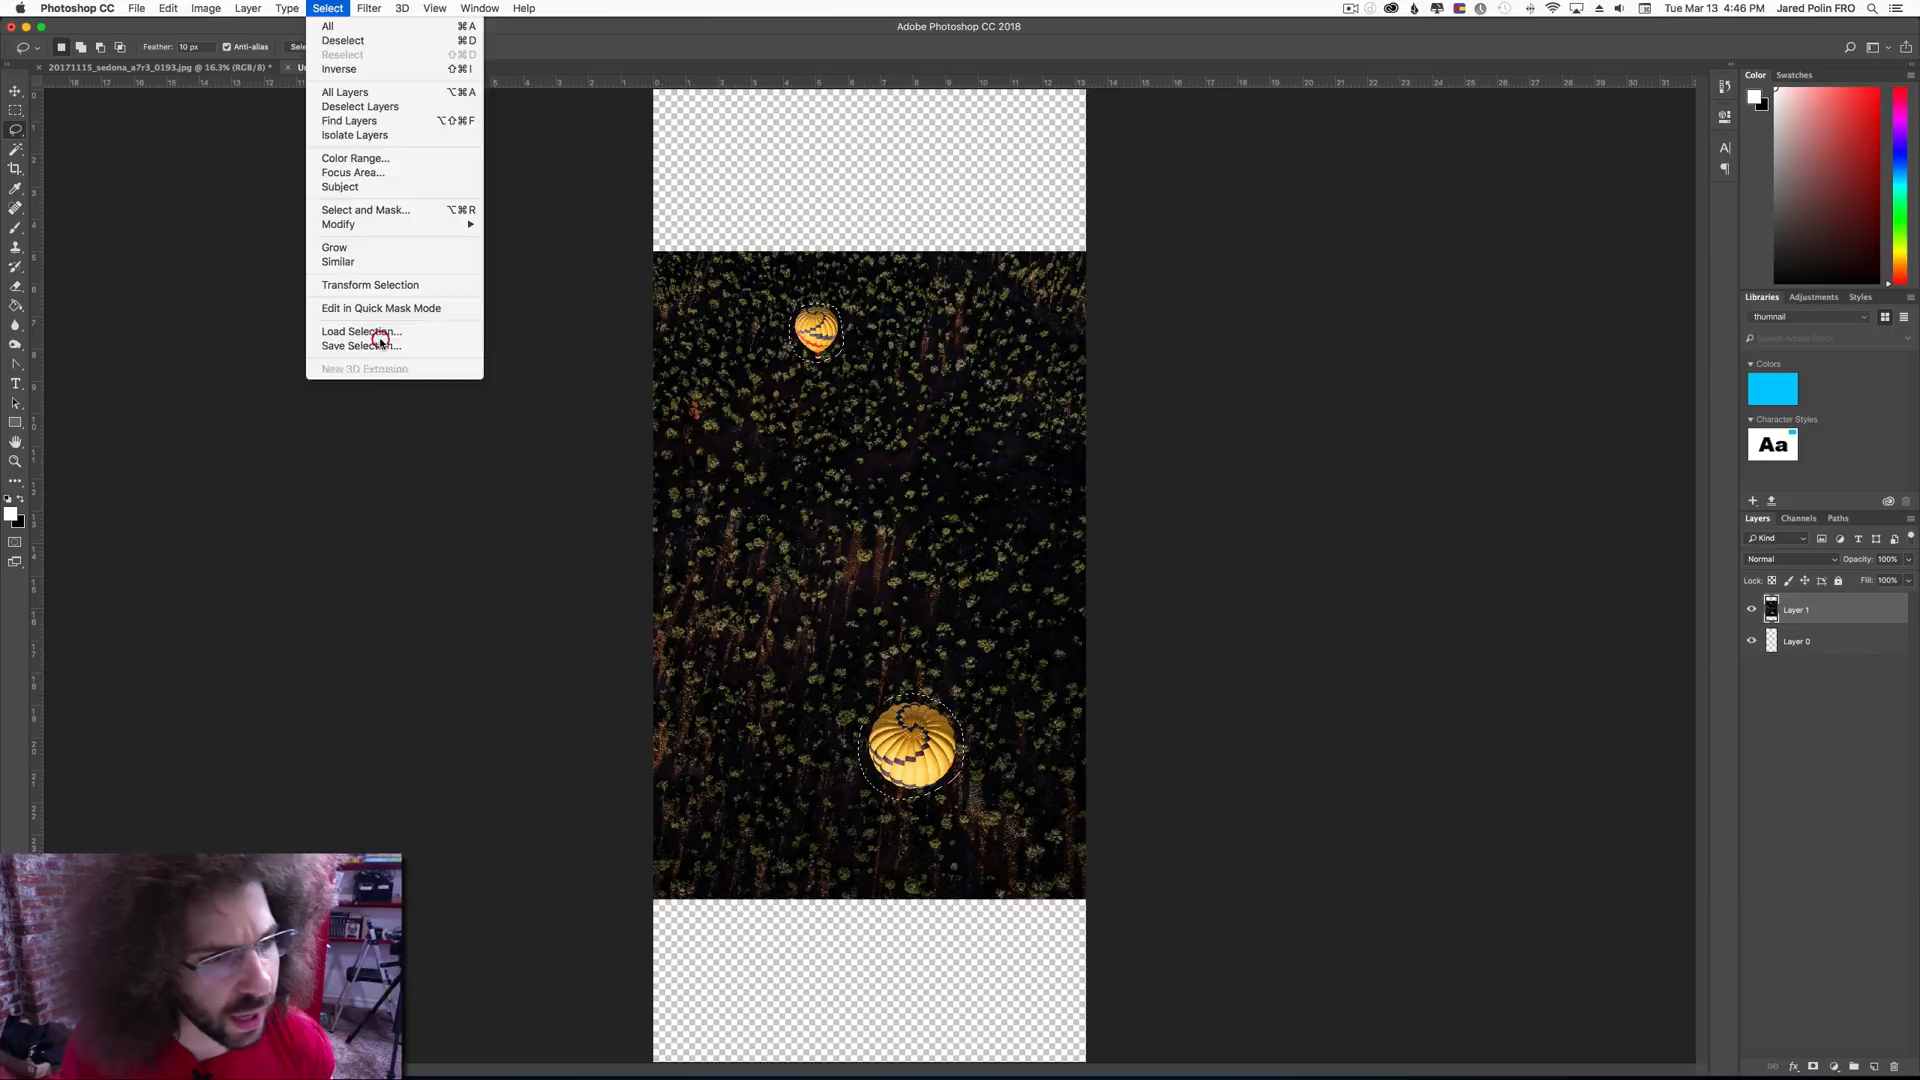 Photoshop CC File Edit Image Layer Type Select Filter 3D View Window Help Tue Mar 13 4:46 PM Jared Polin FRO
Adobe Photoshop CC 2018
Feather: 10 px Anti-alias Sele
20171115_sedona_a7r3_0193.jpg @ 16.3% (RGB/8) *
All ⌘A
Deselect ⌘D
Reselect ⇧⌘D
Inverse ⇧⌘I
All Layers ⌥⌘A
Deselect Layers
Find Layers ⌥⇧⌘F
Isolate Layers
Color Range...
Focus Area...
Subject
Select and Mask... ⌥⌘R
Modify
Grow
Similar
Transform Selection
Edit in Quick Mask Mode
Load Selection...
Save Selection...
New 3D Extrusion
Color Swatches
Libraries Adjustments Styles
thumnail
Search Adobe Stock
Colors
Character Styles
Aa
Layers Channels Paths
Kind
Normal Opacity: 100%
Lock: Fill: 100%
Layer 1
Layer 0